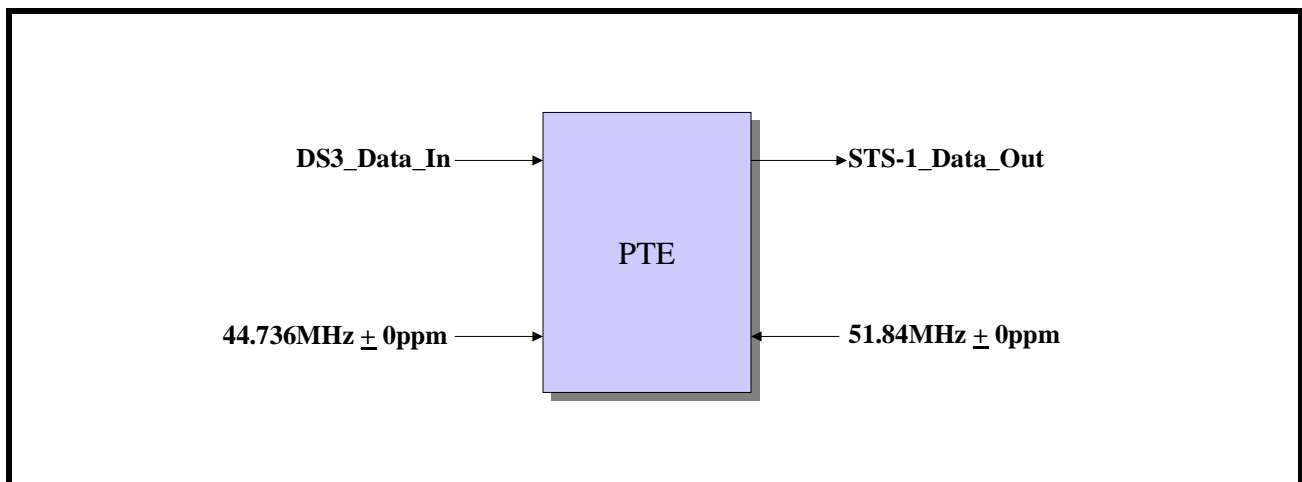 DS3_Data_In
STS-1_Data_Out
PTE
44.736MHz ± 0ppm
51.84MHz ± 0ppm